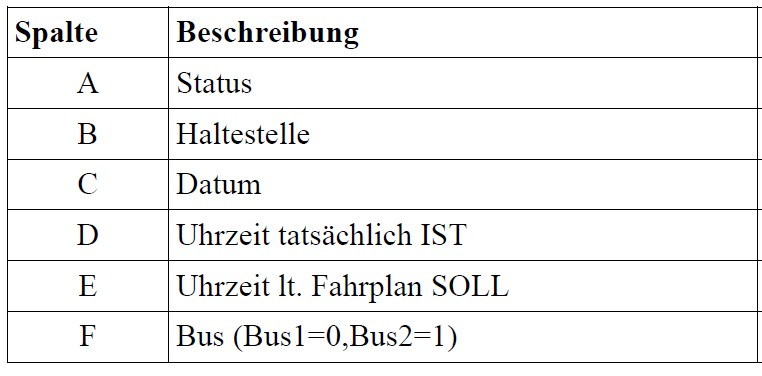 Spalte Beschreibung
A Status
B Haltestelle
C Datum
D Uhrzeit tatsächlich IST
E Uhrzeit lt. Fahrplan SOLL
F Bus (Bus1=0,Bus2=1)